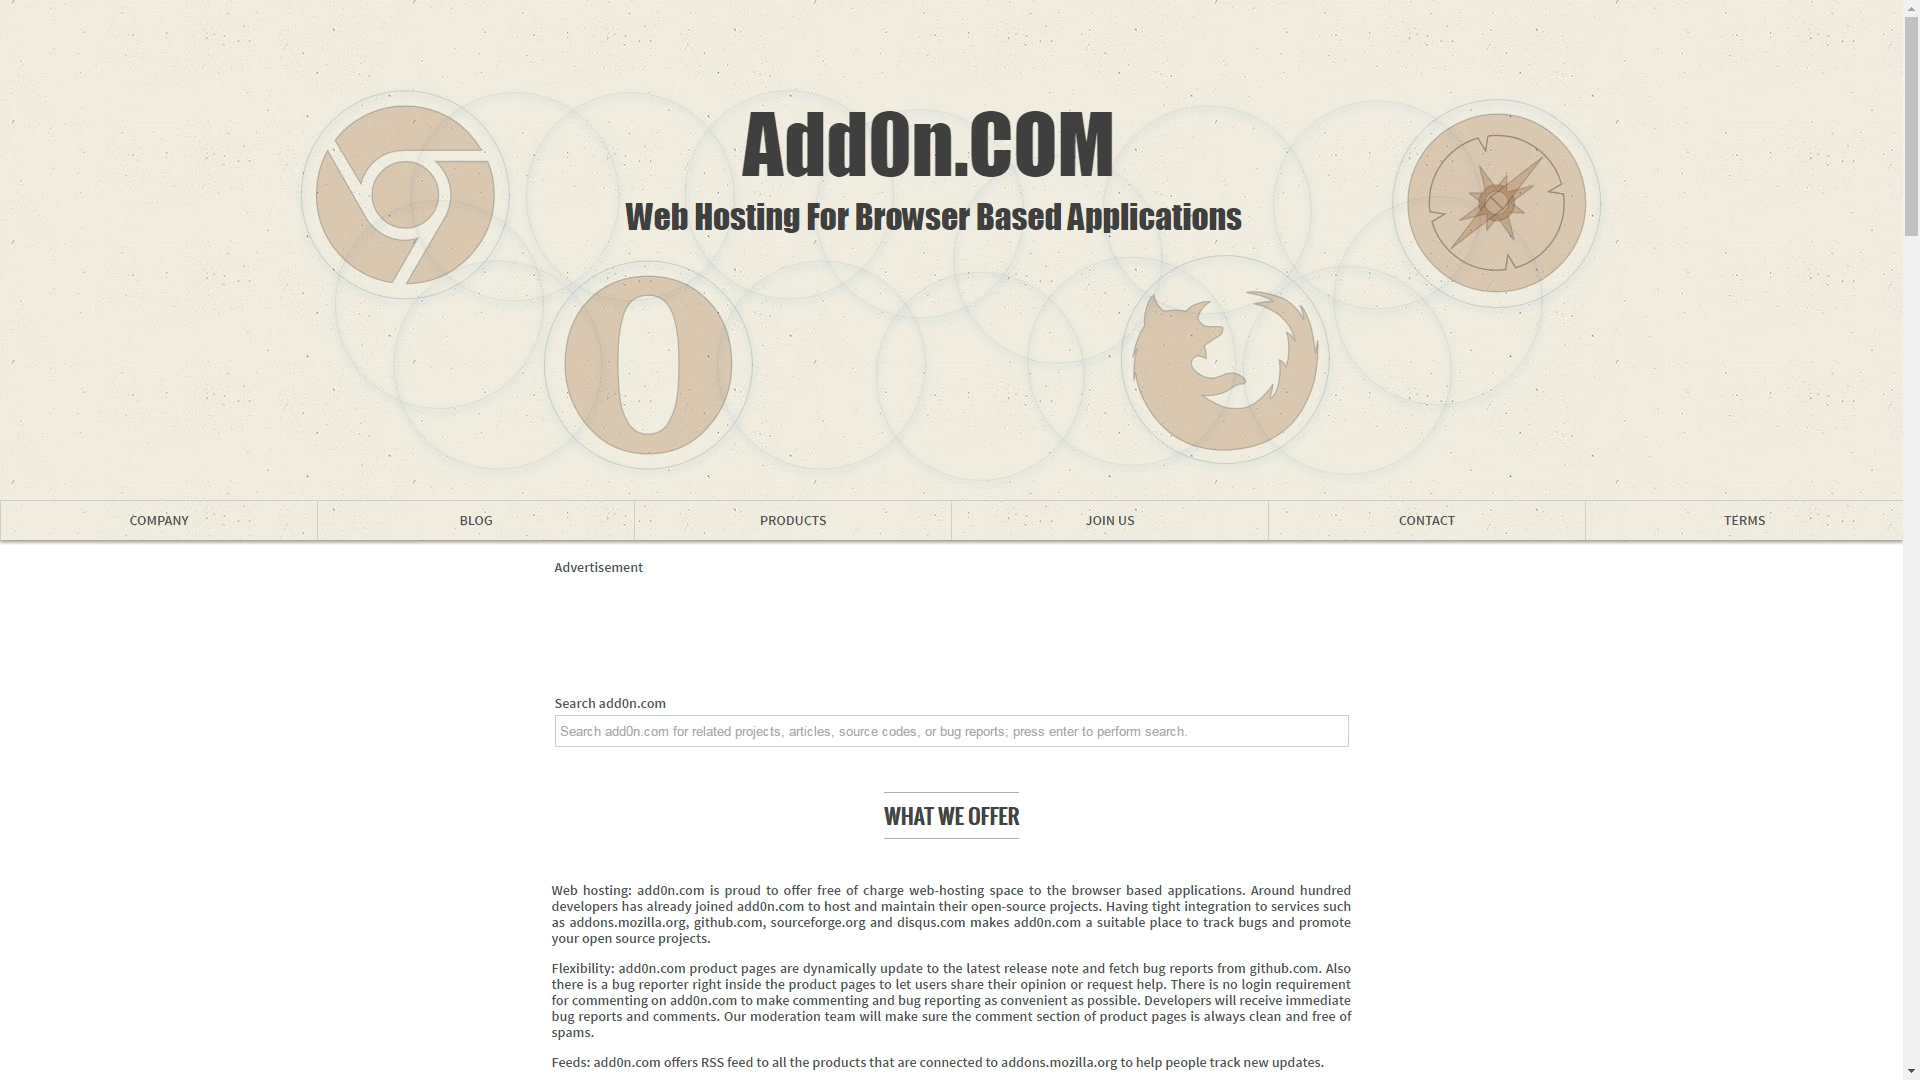 Add0n.COM
Web Hosting For Browser Based Applications
COMPANY
BLOG
PRODUCTS
JOIN US
CONTACT
TERMS
Advertisement
Search add0n.com
Search add0n.com for related projects, articles, source codes, or bug reports; press enter to perform search.
WHAT WE OFFER
Web hosting: add0n.com is proud to offer free of charge web-hosting space to the browser based applications. Around hundred
developers has already joined add0n.com to host and maintain their open-source projects. Having tight integration to services such
as addons.mozilla.org, github.com, sourceforge.org and disqus.com makes add0n.com a suitable place to track bugs and promote
your open source projects.
Flexibility: add0n.com product pages are dynamically update to the latest release note and fetch bug reports from github.com. Also
there is a bug reporter right inside the product pages to let users share their opinion or request help. There is no login requirement
for commenting on add0n.com to make commenting and bug reporting as convenient as possible. Developers will receive immediate
bug reports and comments. Our moderation team will make sure the comment section of product pages is always clean and free of
spams.
Feeds: add0n.com offers RSS feed to all the products that are connected to addons.mozilla.org to help people track new updates.